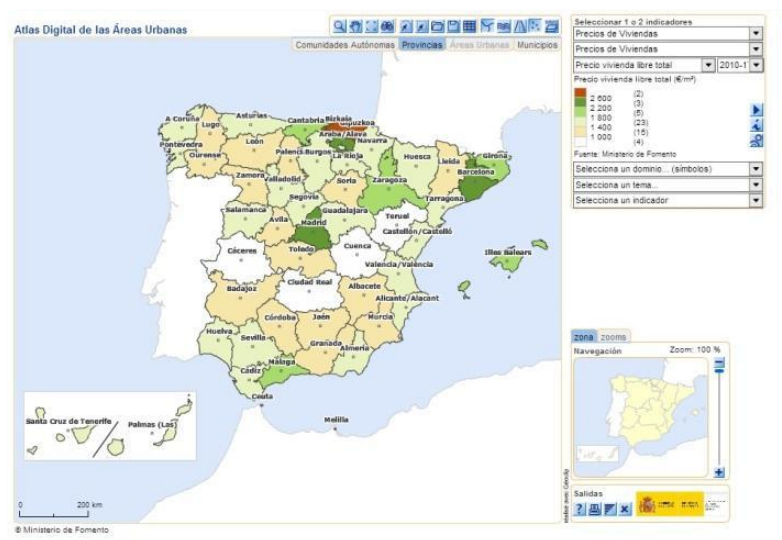 Atlas Digital de las Áreas Urbanas
Comunidades Autónomas Provincias Áreas Urbanas Municipios
A Coruña
Lugo
Asturias
Cantabria
Bizkaia
Gipuzkoa
Araba/Álava
Navarra
Pontevedra
Ourense
León
Palencia
Burgos
La Rioja
Huesca
Lleida
Girona
Barcelona
Zamora
Valladolid
Soria
Zaragoza
Tarragona
Segovia
Salamanca
Ávila
Madrid
Guadalajara
Teruel
Castellón/Castelló
Cáceres
Toledo
Cuenca
Valencia/València
Illes Balears
Badajoz
Ciudad Real
Albacete
Alicante/Alacant
Córdoba
Jaén
Murcia
Huelva
Sevilla
Granada
Almería
Málaga
Cádiz
Ceuta
Melilla
Santa Cruz de Tenerife
Palmas (Las)
0 200 km
© Ministerio de Fomento
Seleccionar 1 o 2 indicadores
Precios de Viviendas
Precios de Viviendas
Precio vivienda libre total 2010-1
Precio vivienda libre total (€/m²)
2 600 (2)
2 200 (3)
1 800 (5)
1 400 (23)
1 000 (15)
(4)
Fuente: Ministerio de Fomento
Selecciona un dominio... (símbolos)
Selecciona un tema...
Selecciona un indicador
zona zooms
Navegación Zoom: 100 %
Salidas